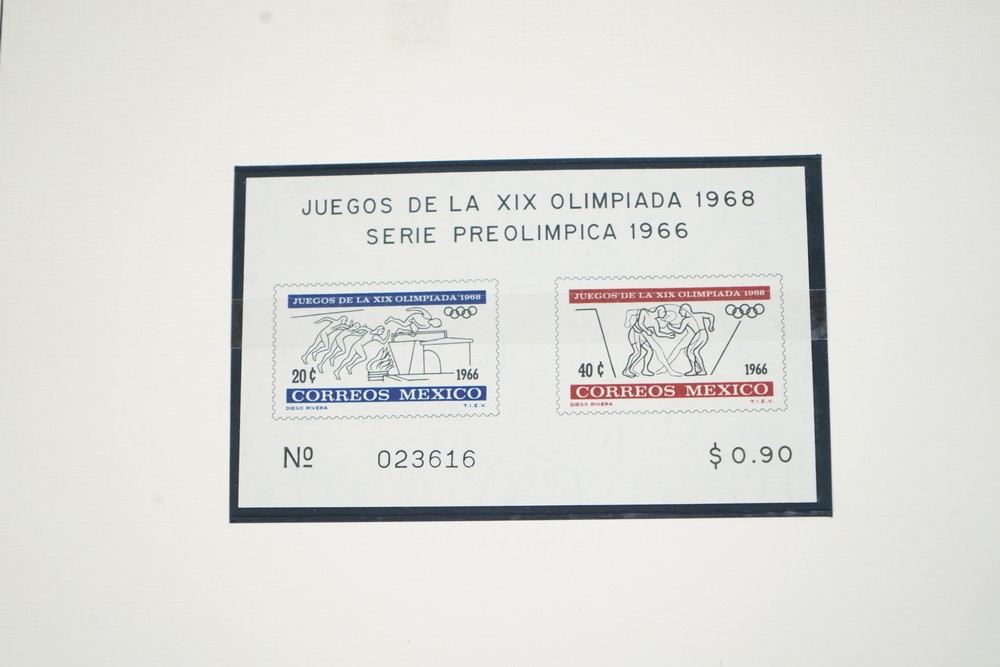 JUEGOS DE LA XIX OLIMPIADA 1968
SERIE PREOLIMPICA 1966
JUEGOS DE LA XIX OLIMPIADA 1968
20 ¢
1966
CORREOS MEXICO
DIEGO RIVERA
T.I.E.V.
JUEGOS DE LA XIX OLIMPIADA 1968
40 ¢
1966
CORREOS MEXICO
DIEGO RIVERA
T.I.E.V.
Nº 023616
$ 0.90